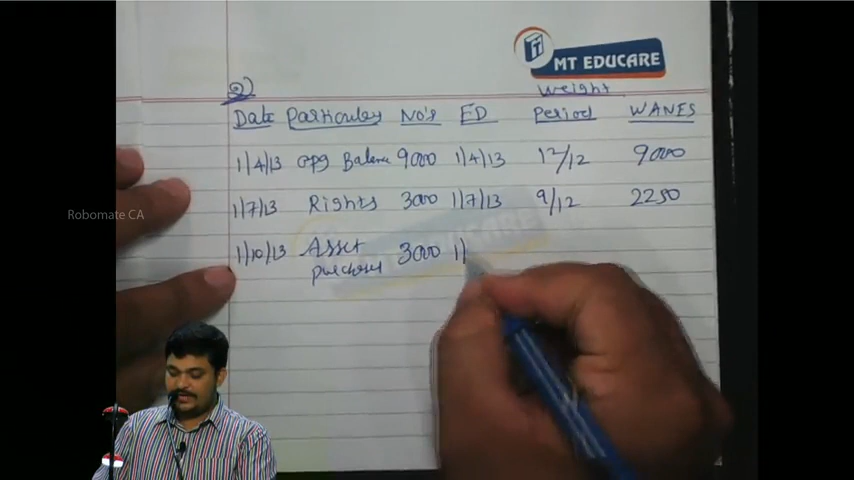 MT EDUCARE
2)
Weight
Date Particulars No's ED Period WANES
1/4/13 opg Balance 9000 1/4/13 12/12 9000
1/7/13 Rights 3000 1/7/13 9/12 2250
1/10/13 Asset 3000 1/
purchases
Robomate CA